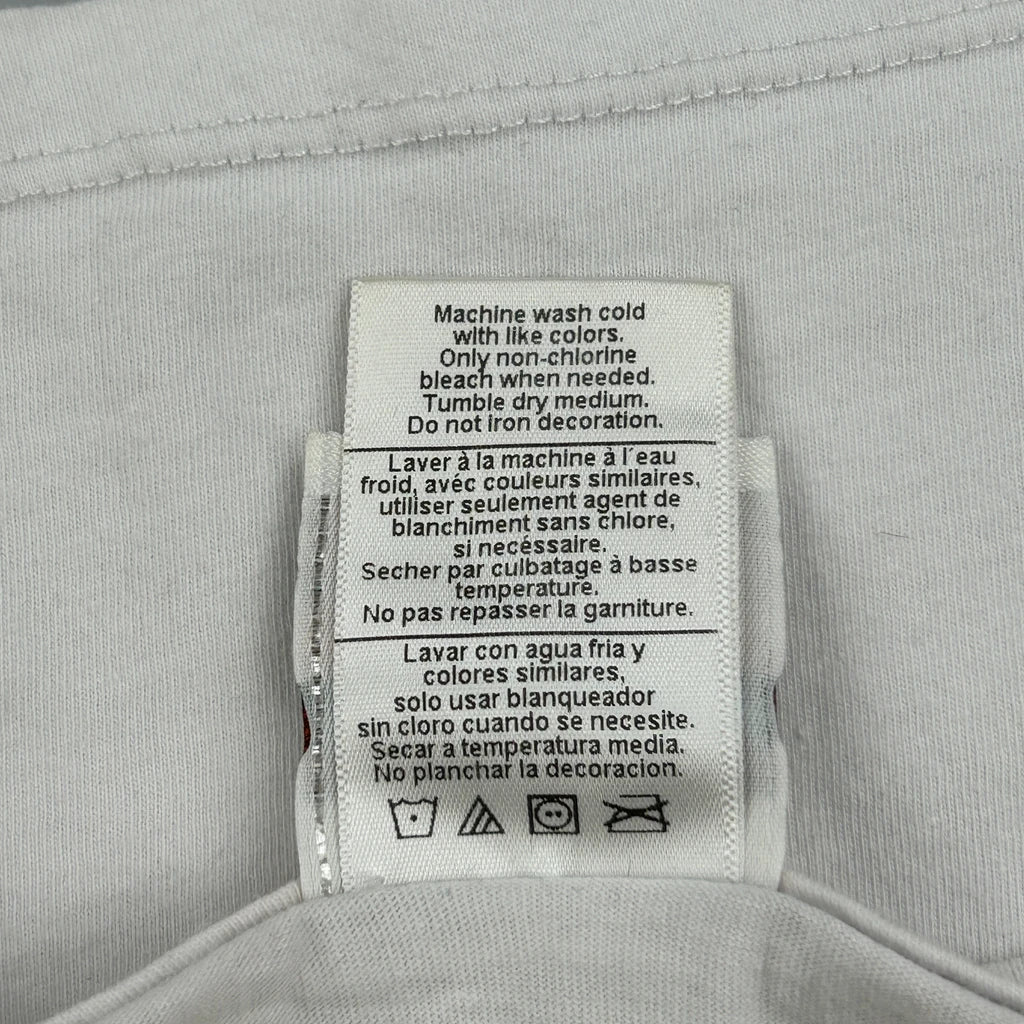 Machine wash cold
with like colors.
Only non-chlorine
bleach when needed.
Tumble dry medium.
Do not iron decoration.
Laver à la machine à l´eau
froid, avéc couleurs similaires,
utiliser seulement agent de
blanchiment sans chlore,
si necéssaire.
Secher par culbatage à basse
temperature.
No pas repasser la garniture.
Lavar con agua fria y
colores similares,
solo usar blanqueador
sin cloro cuando se necesite.
Secar a temperatura media.
No planchar la decoracion.